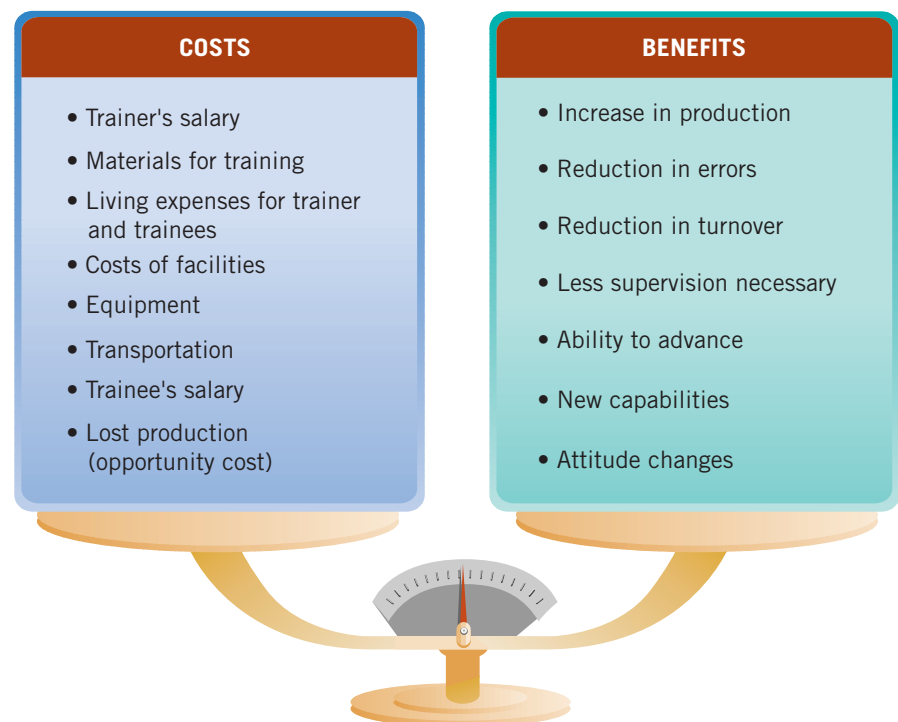 COSTS
• Trainer's salary
• Materials for training
• Living expenses for trainer
and trainees
• Costs of facilities
• Equipment
• Transportation
• Trainee's salary
• Lost production
(opportunity cost)
BENEFITS
• Increase in production
• Reduction in errors
• Reduction in turnover
• Less supervision necessary
• Ability to advance
• New capabilities
• Attitude changes